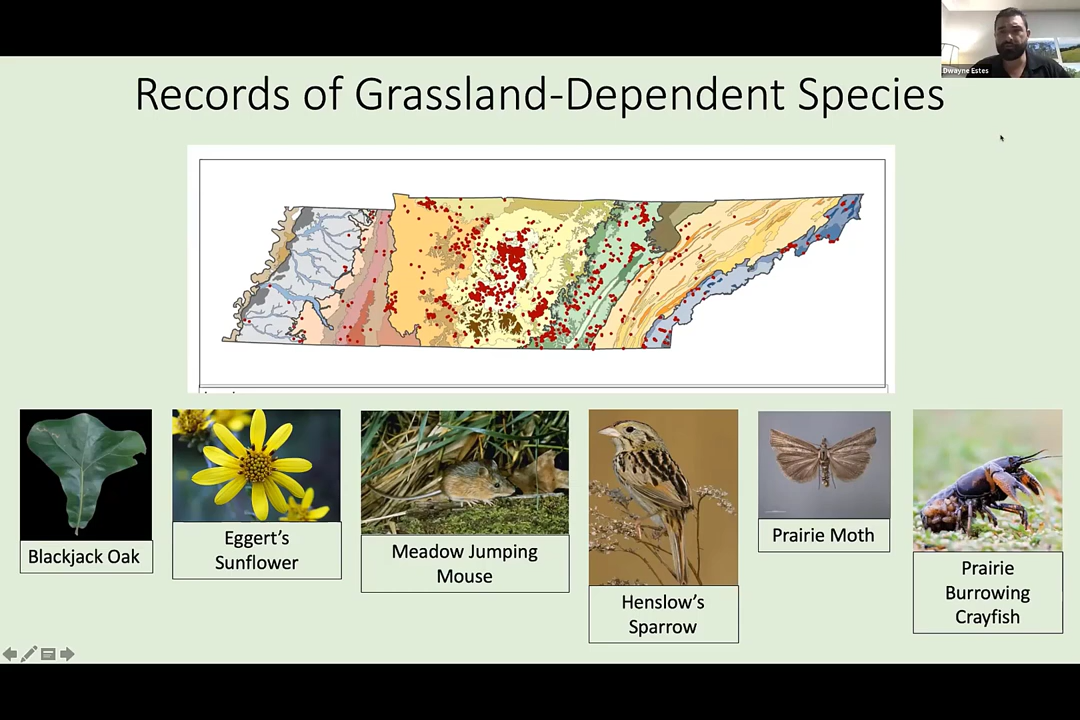 Dwayne Estes
Records of Grassland-Dependent Species
Blackjack Oak
Eggert's
Sunflower
Meadow Jumping
Mouse
Henslow's
Sparrow
Prairie Moth
Prairie
Burrowing
Crayfish